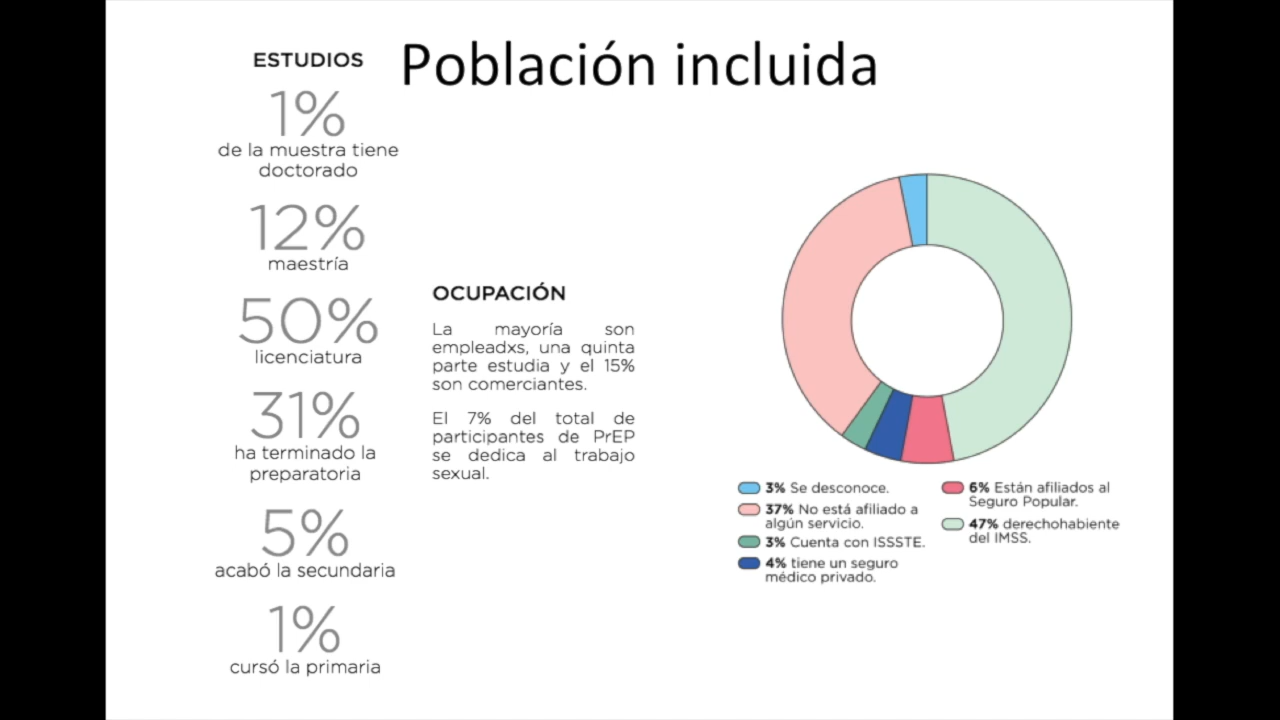 Población incluida
ESTUDIOS
1%
de la muestra tiene
doctorado
12%
maestría
50%
licenciatura
31%
ha terminado la
preparatoria
5%
acabó la secundaria
1%
cursó la primaria
OCUPACIÓN
La mayoría son
empleadxs, una quinta
parte estudia y el 15%
son comerciantes.
El 7% del total de
participantes de PrEP
se dedica al trabajo
sexual.
3% Se desconoce.
37% No está afiliado a
algún servicio.
3% Cuenta con ISSSTE.
4% tiene un seguro
médico privado.
6% Están afiliados al
Seguro Popular.
47% derechohabiente
del IMSS.